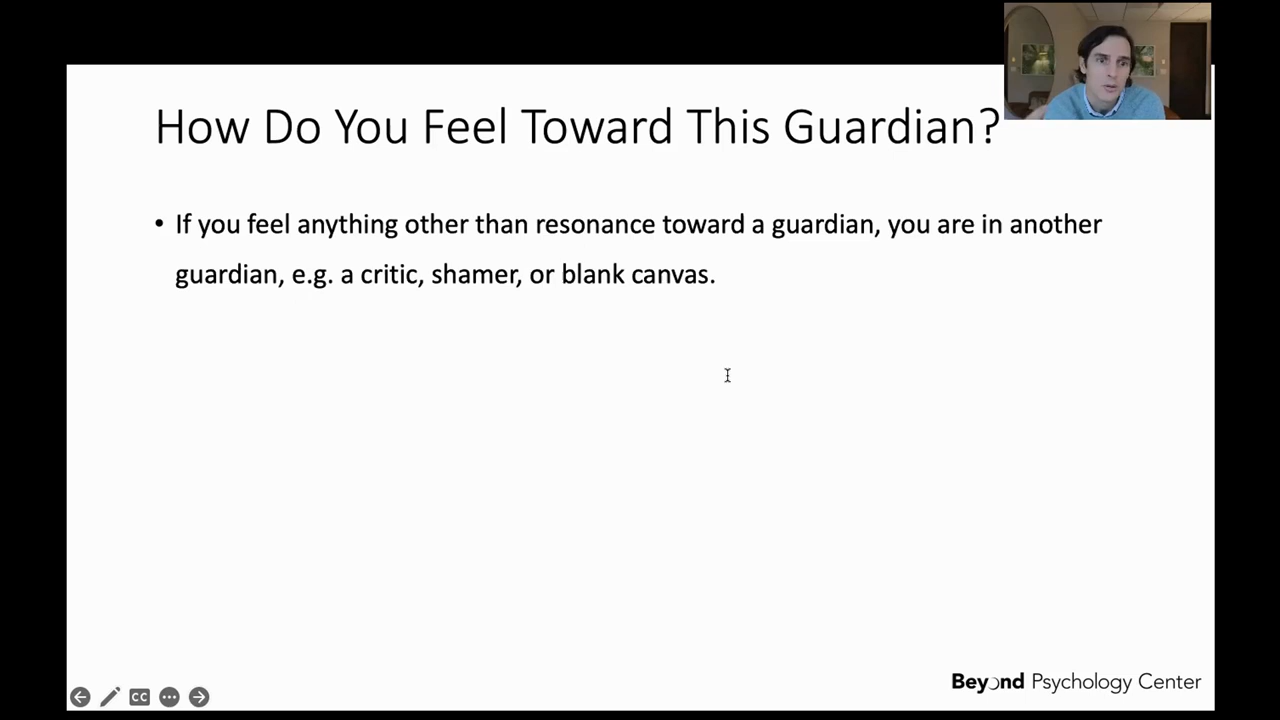 How Do You Feel Toward This Guardian?
• If you feel anything other than resonance toward a guardian, you are in another
guardian, e.g. a critic, shamer, or blank canvas.
CC
Beyond Psychology Center